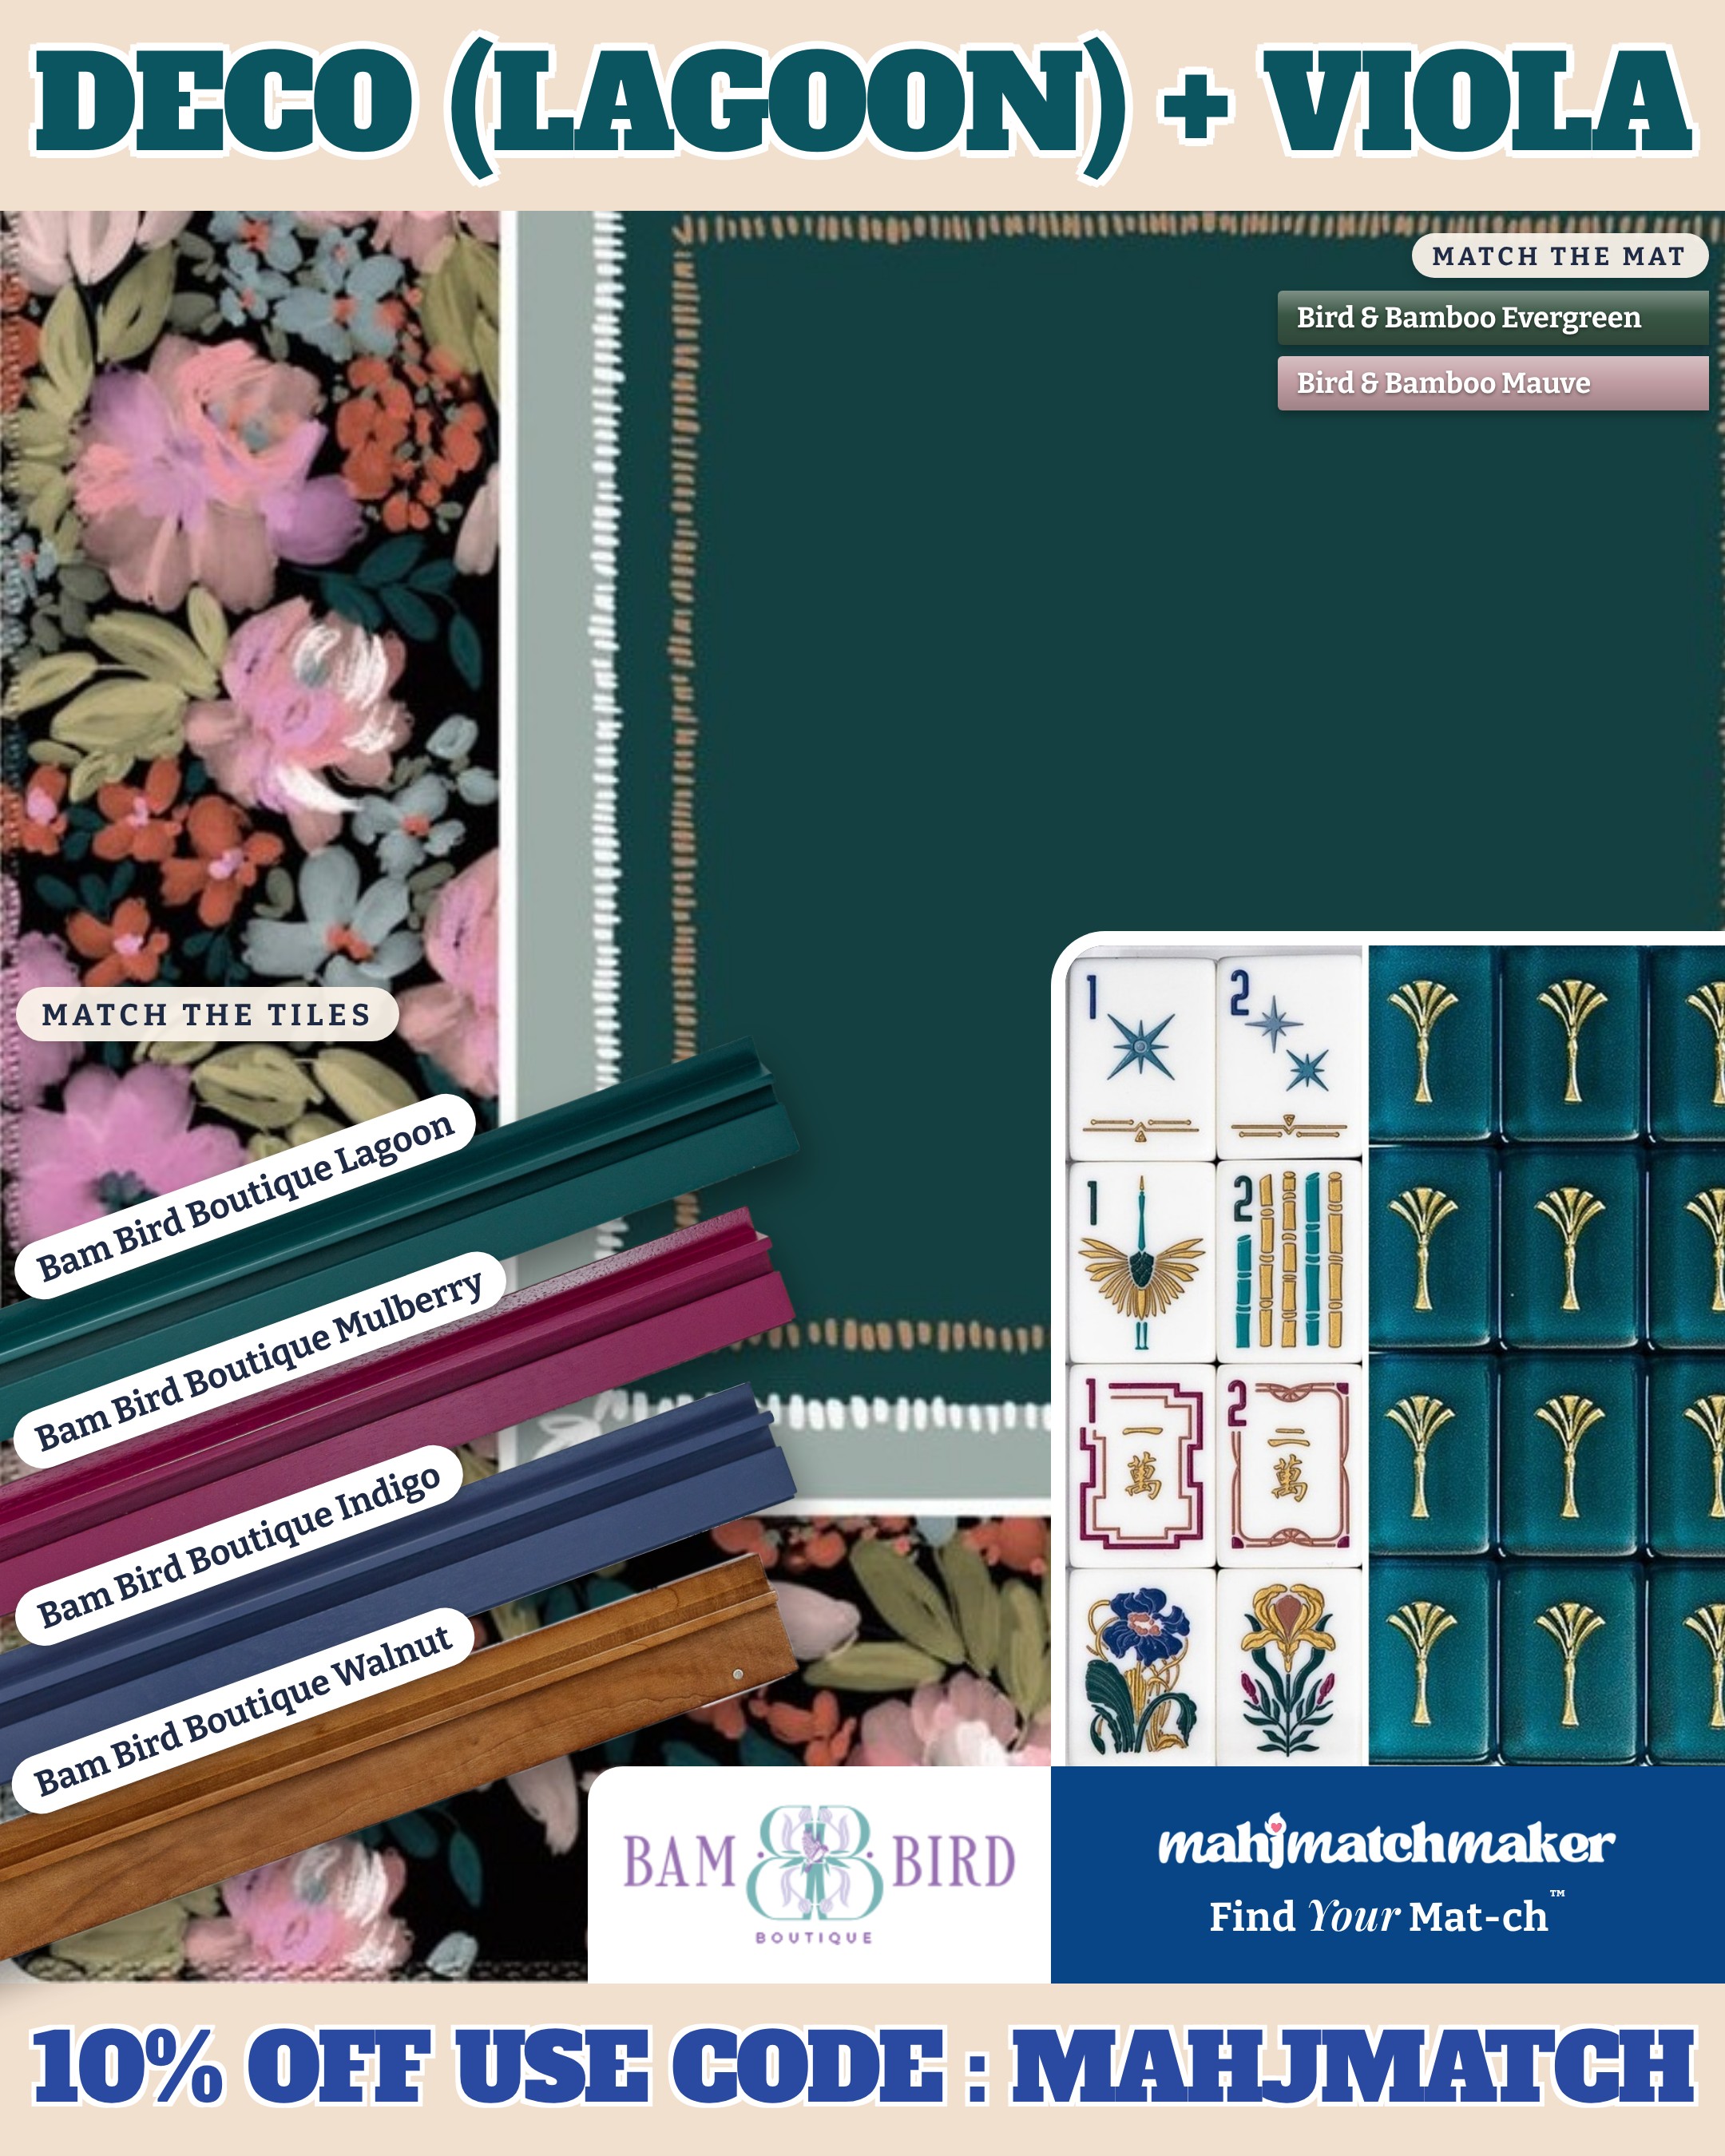 DECO (LAGOON) + VIOLA
MATCH THE MAT
Bird & Bamboo Evergreen
Bird & Bamboo Mauve
MATCH THE TILES
Bam Bird Boutique Lagoon
Bam Bird Boutique Mulberry
Bam Bird Boutique Indigo
Bam Bird Boutique Walnut
1
2
1
2
1
一
萬
2
二
萬
BAM BB BIRD
BOUTIQUE
mahjmatchmaker
Find Your Mat-ch™
10% OFF USE CODE : MAHJMATCH